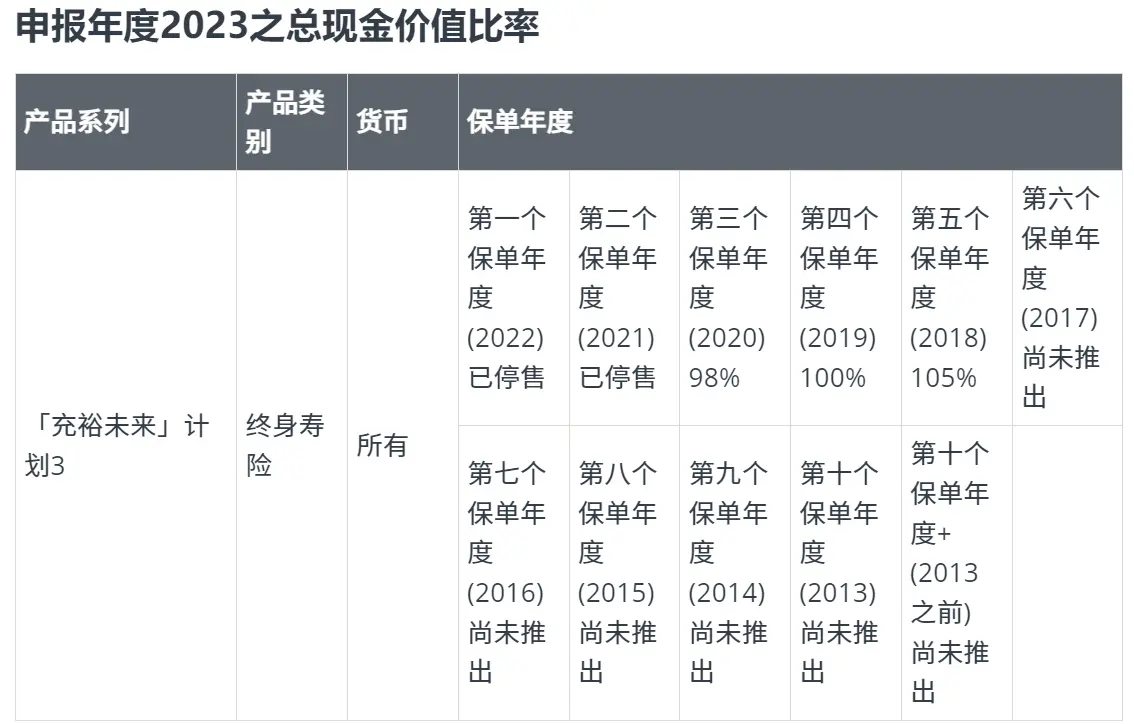 申报年度2023之总现金价值比率
产品系列
产品类
别
货币
保单年度
「充裕未来」计
划3
终身寿
险
所有
第一个
保单年
度
(2022)
已停售
第二个
保单年
度
(2021)
已停售
第三个
保单年
度
(2020)
98%
第四个
保单年
度
(2019)
100%
第五个
保单年
度
(2018)
105%
第六个
保单年
度
(2017)
尚未推
出
第七个
保单年
度
(2016)
尚未推
出
第八个
保单年
度
(2015)
尚未推
出
第九个
保单年
度
(2014)
尚未推
出
第十个
保单年
度
(2013)
尚未推
出
第十个
保单年
度+
(2013
之前)
尚未推
出